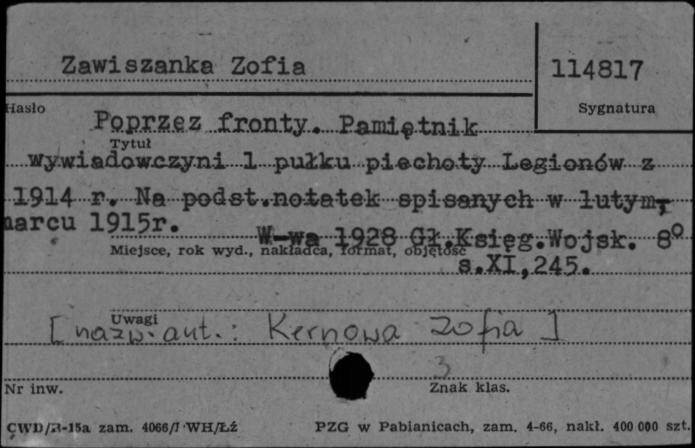 Zawiszanka Zofia
114817
Hasło
Sygnatura
Poprzez fronty. Pamiętnik
Tytuł
wywiadowczyni 1 pułku piechoty Legionów z
1914 r. Na podst.notatek spisanych w lutym,
marcu 1915r.
W-wa 1928 Gł.Księg.Wojsk. 8°
Miejsce, rok wyd., nakładca, format, objętość
s.XI,245.
Uwagi
[nazw. aut.: Kernowa Zofia]
3
Nr inw.
Znak klas.
CWD/B-15a zam. 4066/I WH/Łź
PZG w Pabianicach, zam. 4-66, nakł. 400 000 szt.